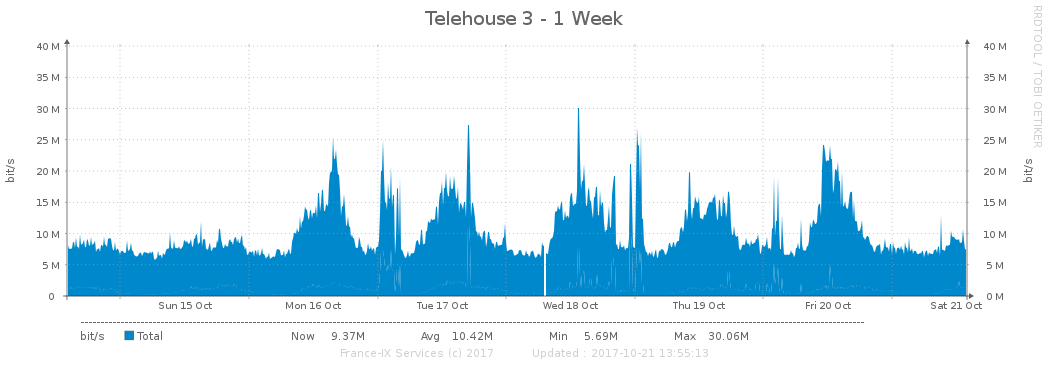 Telehouse 3 - 1 Week
RRDTOOL / TOBI OETIKER
40 M 40 M
35 M 35 M
30 M 30 M
25 M 25 M
20 M 20 M
15 M 15 M
10 M 10 M
5 M 5 M
0 0 M
bit/s
bit/s
Sun 15 Oct Mon 16 Oct Tue 17 Oct Wed 18 Oct Thu 19 Oct Fri 20 Oct Sat 21 Oct
bit/s Total Now 9.37M Avg 10.42M Min 5.69M Max 30.06M
France-IX Services (c) 2017 Updated : 2017-10-21 13:55:13